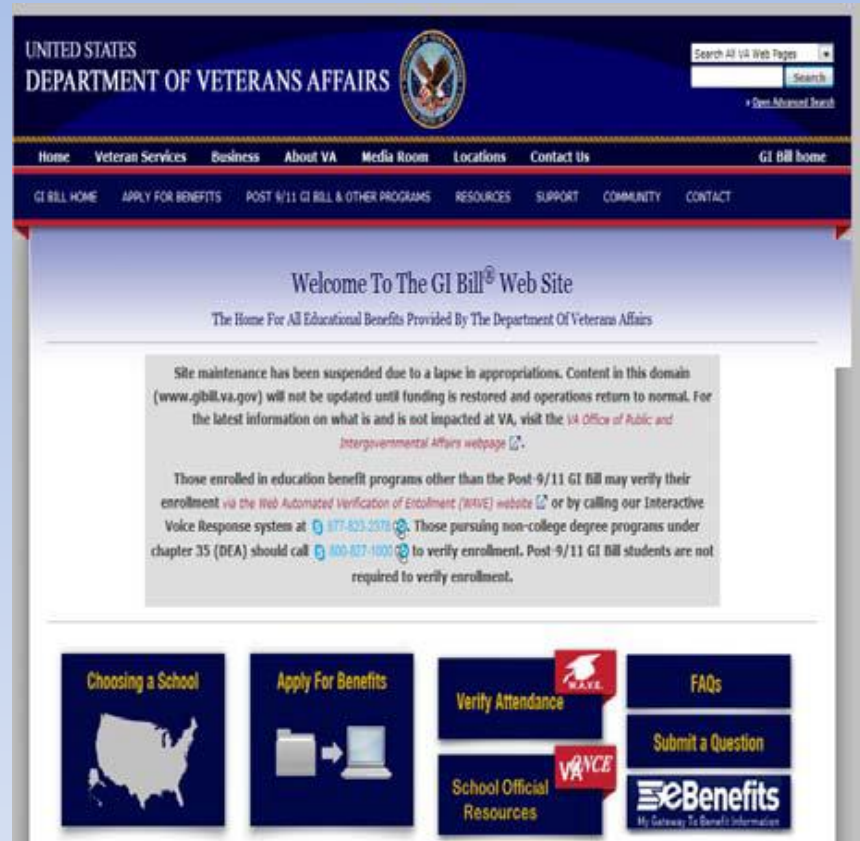 UNITED STATES
DEPARTMENT OF VETERANS AFFAIRS
Search All VA Web Pages
Search
Open Advanced Search
Home Veteran Services Business About VA Media Room Locations Contact Us GI Bill home
GI BILL HOME APPLY FOR BENEFITS POST 9/11 GI BILL & OTHER PROGRAMS RESOURCES SUPPORT COMMUNITY CONTACT
Welcome To The GI Bill® Web Site
The Home For All Educational Benefits Provided By The Department Of Veterans Affairs
Site maintenance has been suspended due to a lapse in appropriations. Content in this domain
(www.gibill.va.gov) will not be updated until funding is restored and operations return to normal. For
the latest information on what is and is not impacted at VA, visit the VA Office of Public and
Intergovernmental Affairs webpage.
Those enrolled in education benefit programs other than the Post-9/11 GI Bill may verify their
enrollment via the Web Automated Verification of Entollment (WAVE) website or by calling our Interactive
Voice Response system at 877-823-2378. Those pursuing non-college degree programs under
chapter 35 (DEA) should call 800-827-1000 to verify enrollment. Post-9/11 GI Bill students are not
required to verify enrollment.
Choosing a School
Apply For Benefits
W.A.V.E.
Verify Attendance
VA ONCE
School Official
Resources
FAQs
Submit a Question
eBenefits
My Gateway To Benefit Information